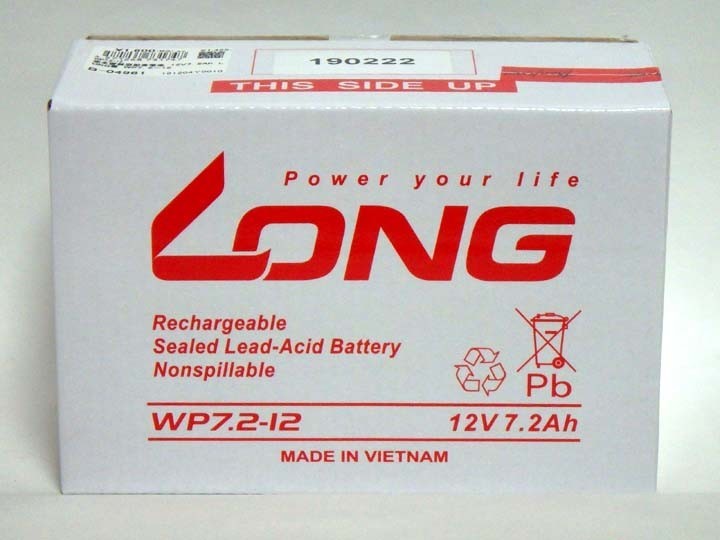 190222
S-04981
THIS SIDE UP
Power your life
LONG
Rechargeable
Sealed Lead-Acid Battery
Nonspillable
Pb
WP7.2-12 12V 7.2Ah
MADE IN VIETNAM